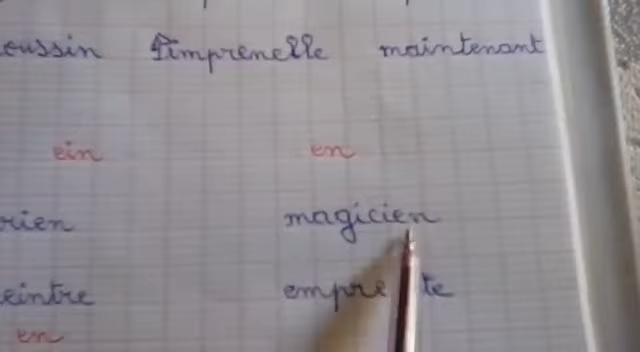 oussin Pimprenelle maintenant
ein en
rien magicien
eintre
en